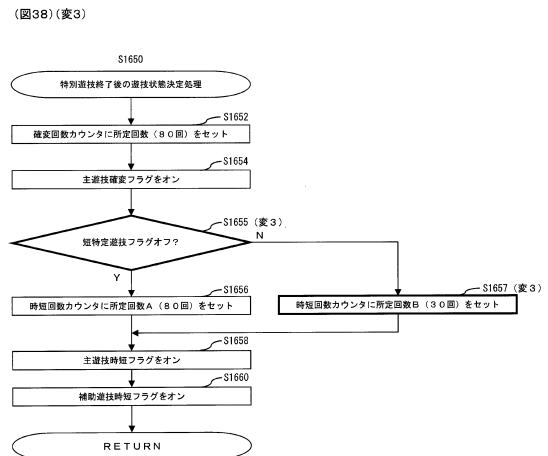 (図38)(変3)
S1650
特別遊技終了後の遊技状態決定処理
S1652
確変回数カウンタに所定回数(80回)をセット
S1654
主遊技確変フラグをオン
S1655(変3)
短特定遊技フラグオフ?
N
Y
S1656
時短回数カウンタに所定回数A(80回)をセット
S1657(変3)
時短回数カウンタに所定回数B(30回)をセット
S1658
主遊技時短フラグをオン
S1660
補助遊技時短フラグをオン
RETURN